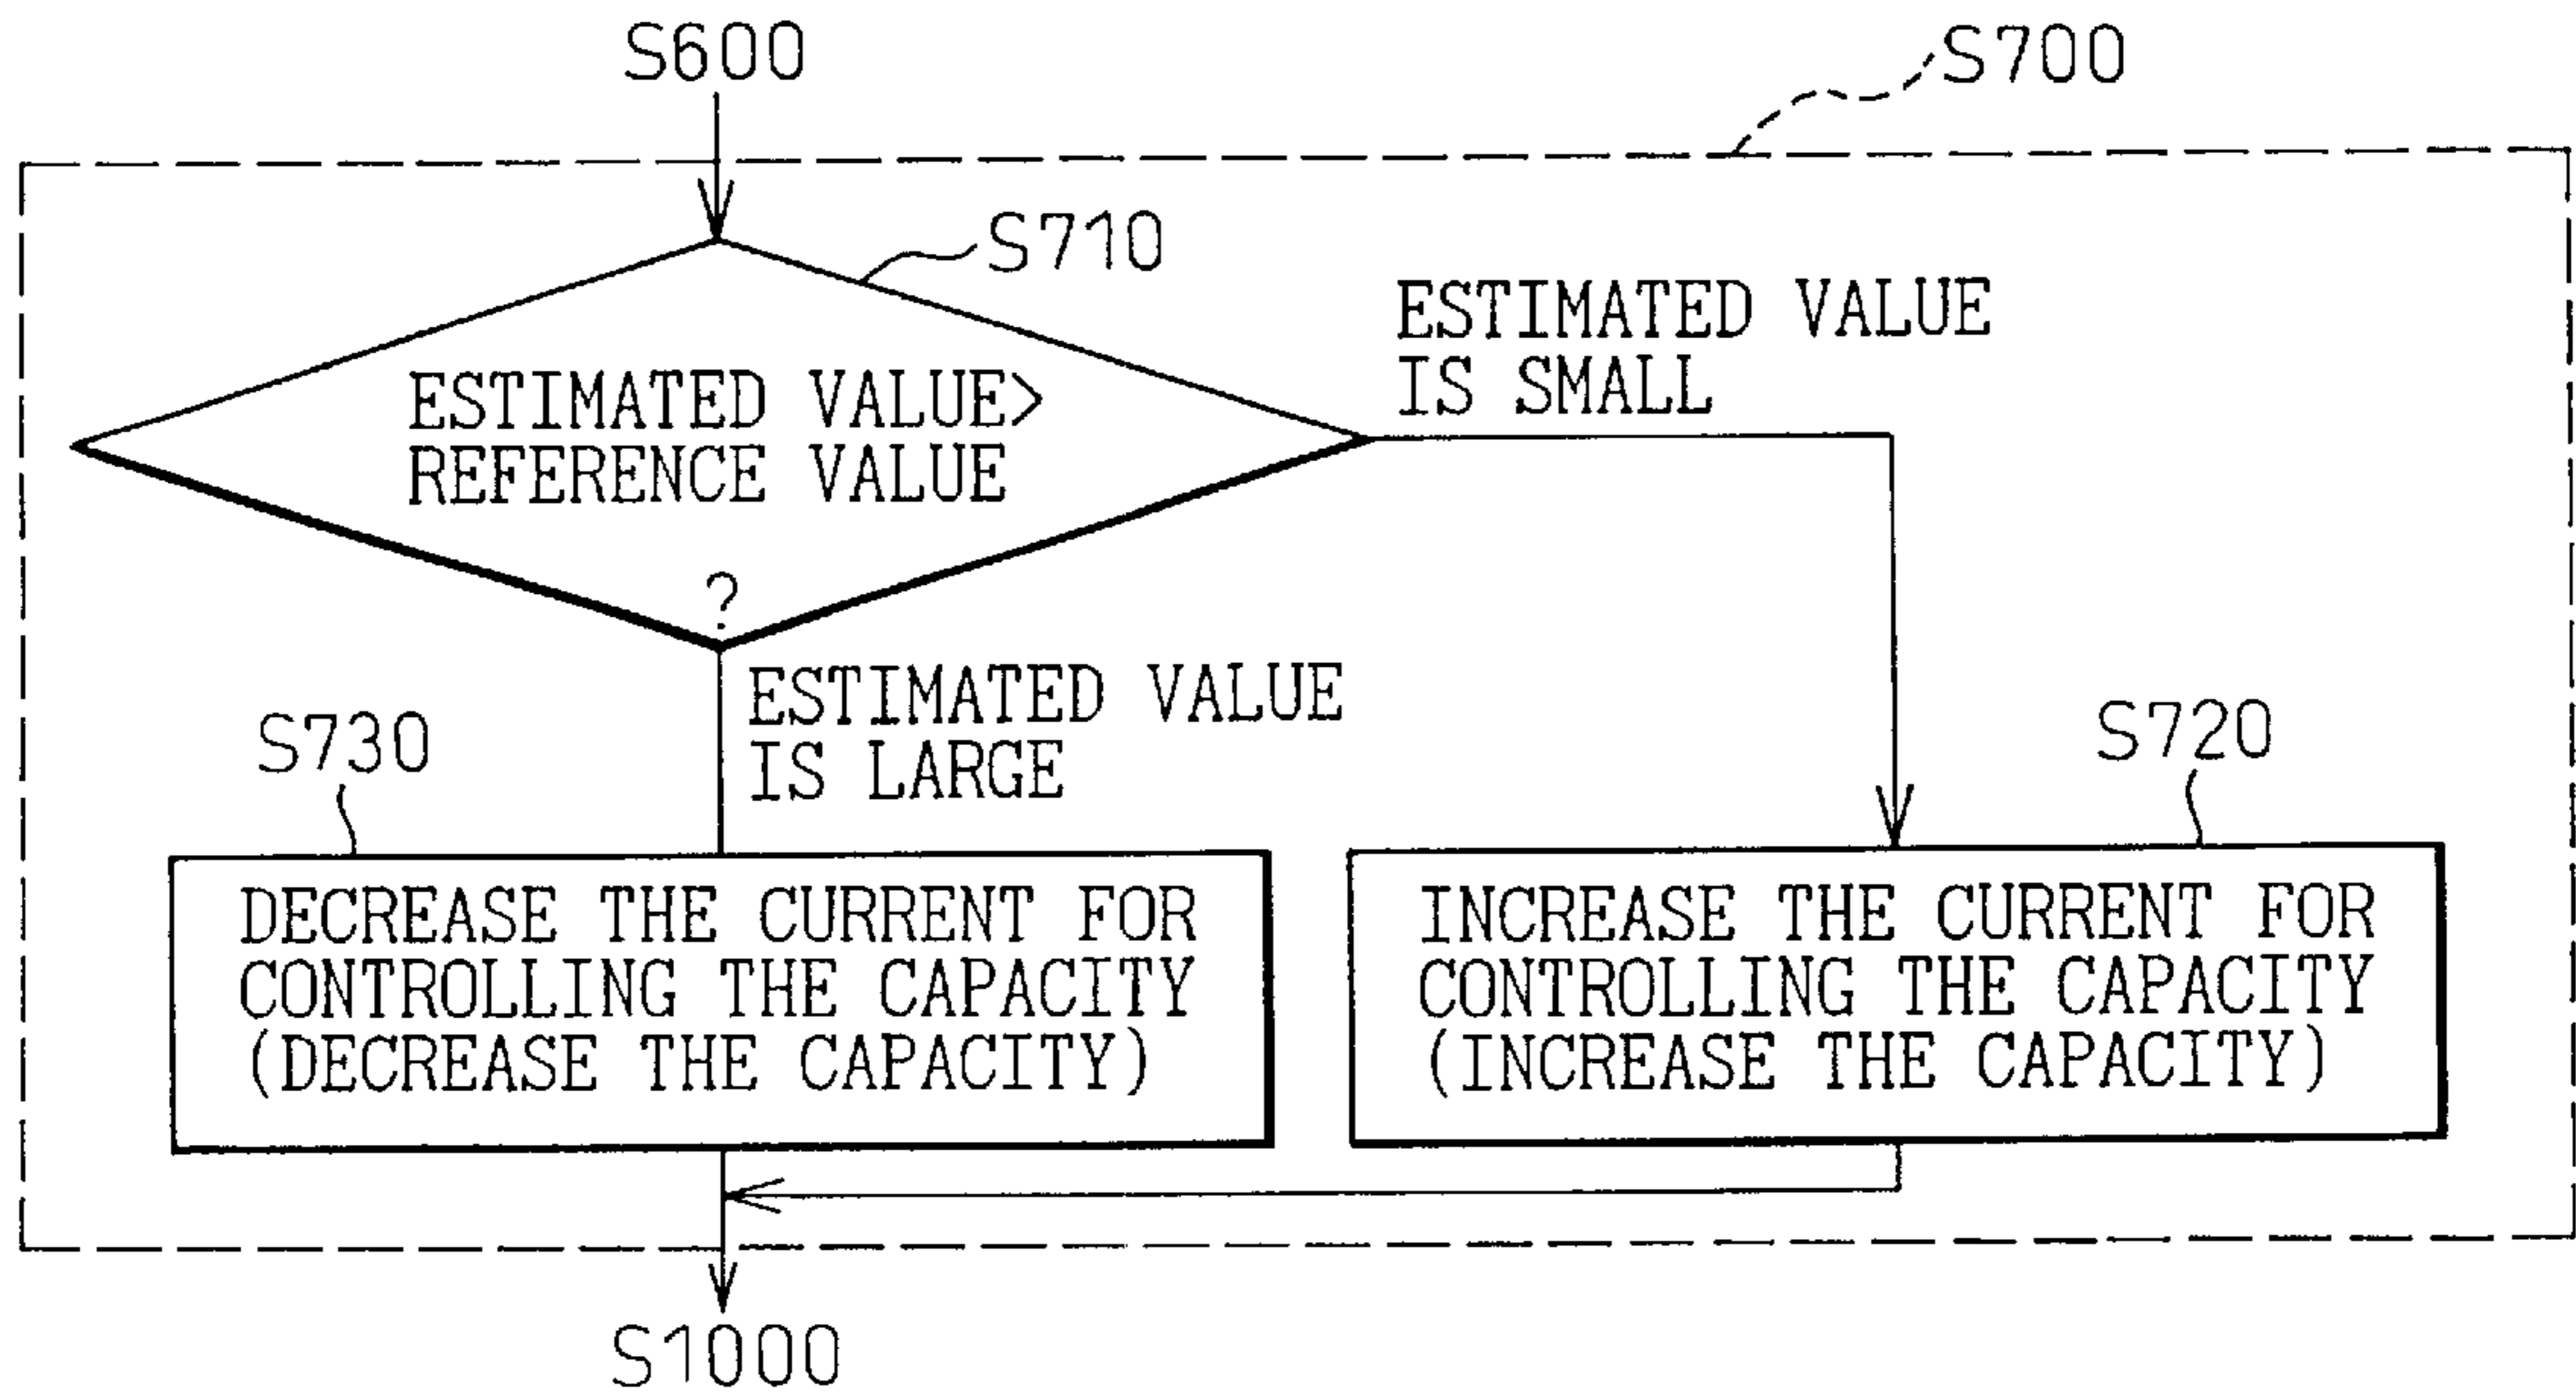 S600
S700
S710
ESTIMATED VALUE>
REFERENCE VALUE
?
ESTIMATED VALUE
IS SMALL
ESTIMATED VALUE
IS LARGE
S730
S720
DECREASE THE CURRENT FOR
CONTROLLING THE CAPACITY
(DECREASE THE CAPACITY)
INCREASE THE CURRENT FOR
CONTROLLING THE CAPACITY
(INCREASE THE CAPACITY)
S1000